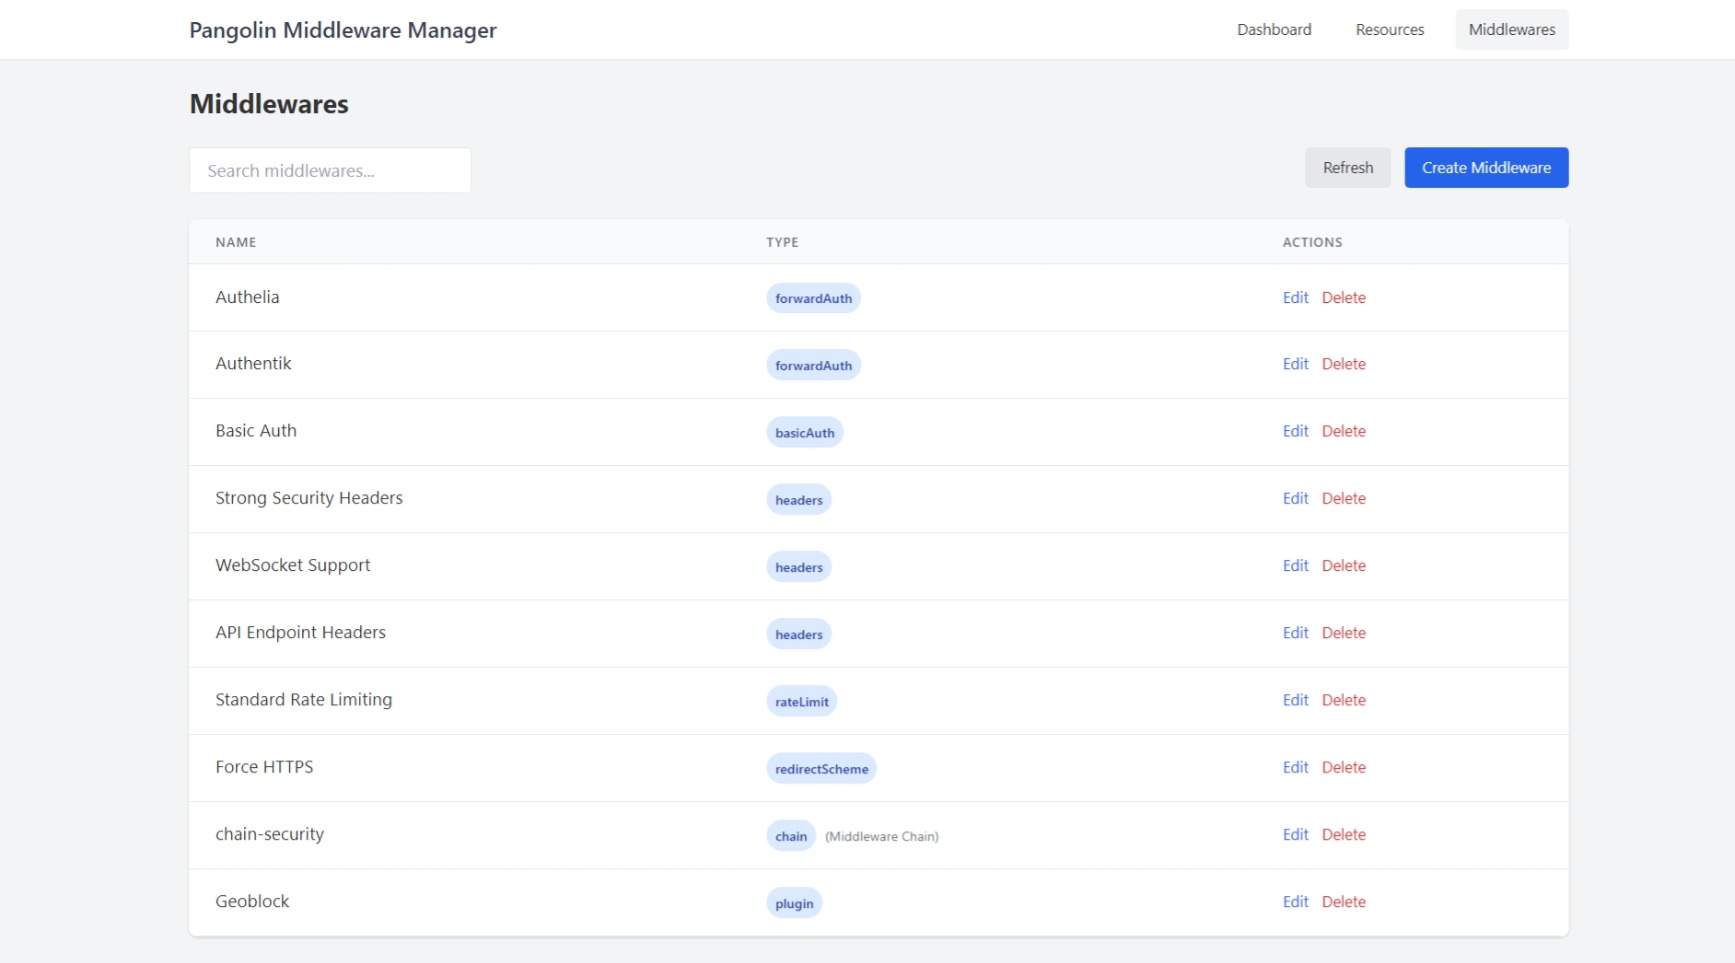 Pangolin Middleware Manager Dashboard Resources Middlewares
Middlewares
Search middlewares... Refresh Create Middleware
NAME TYPE ACTIONS
Authelia forwardAuth Edit Delete
Authentik forwardAuth Edit Delete
Basic Auth basicAuth Edit Delete
Strong Security Headers headers Edit Delete
WebSocket Support headers Edit Delete
API Endpoint Headers headers Edit Delete
Standard Rate Limiting rateLimit Edit Delete
Force HTTPS redirectScheme Edit Delete
chain-security chain (Middleware Chain) Edit Delete
Geoblock plugin Edit Delete